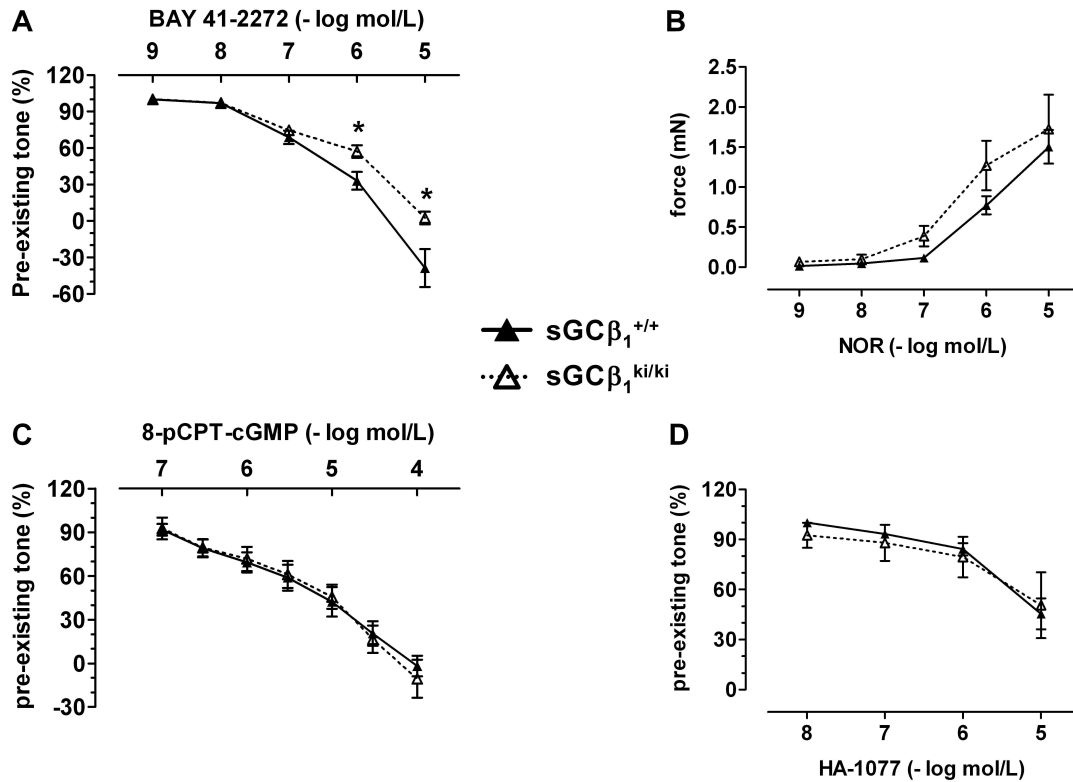 A
BAY 41-2272 (- log mol/L)
9 8 7 6 5
Pre-existing tone (%)
120
90
60
30
0
-30
-60
*
*
B
force (mN)
2.5
2.0
1.5
1.0
0.5
0.0
9 8 7 6 5
NOR (- log mol/L)
sGCβ₁⁺/⁺
sGCβ₁ᵏⁱ/ᵏⁱ
C
8-pCPT-cGMP (- log mol/L)
7 6 5 4
pre-existing tone (%)
120
90
60
30
0
-30
D
pre-existing tone (%)
120
90
60
30
0
8 7 6 5
HA-1077 (- log mol/L)